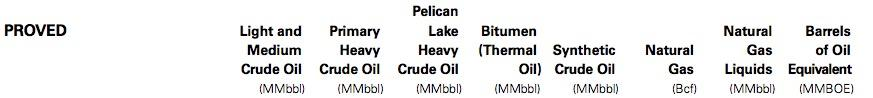 Pelican
PROVED Light and Primary Lake Bitumen Natural Barrels
Medium Heavy Heavy (Thermal Synthetic Natural Gas of Oil
Crude Oil Crude Oil Crude Oil Oil) Crude Oil Gas Liquids Equivalent
(MMbbl) (MMbbl) (MMbbl) (MMbbl) (MMbbl) (Bcf) (MMbbl) (MMBOE)